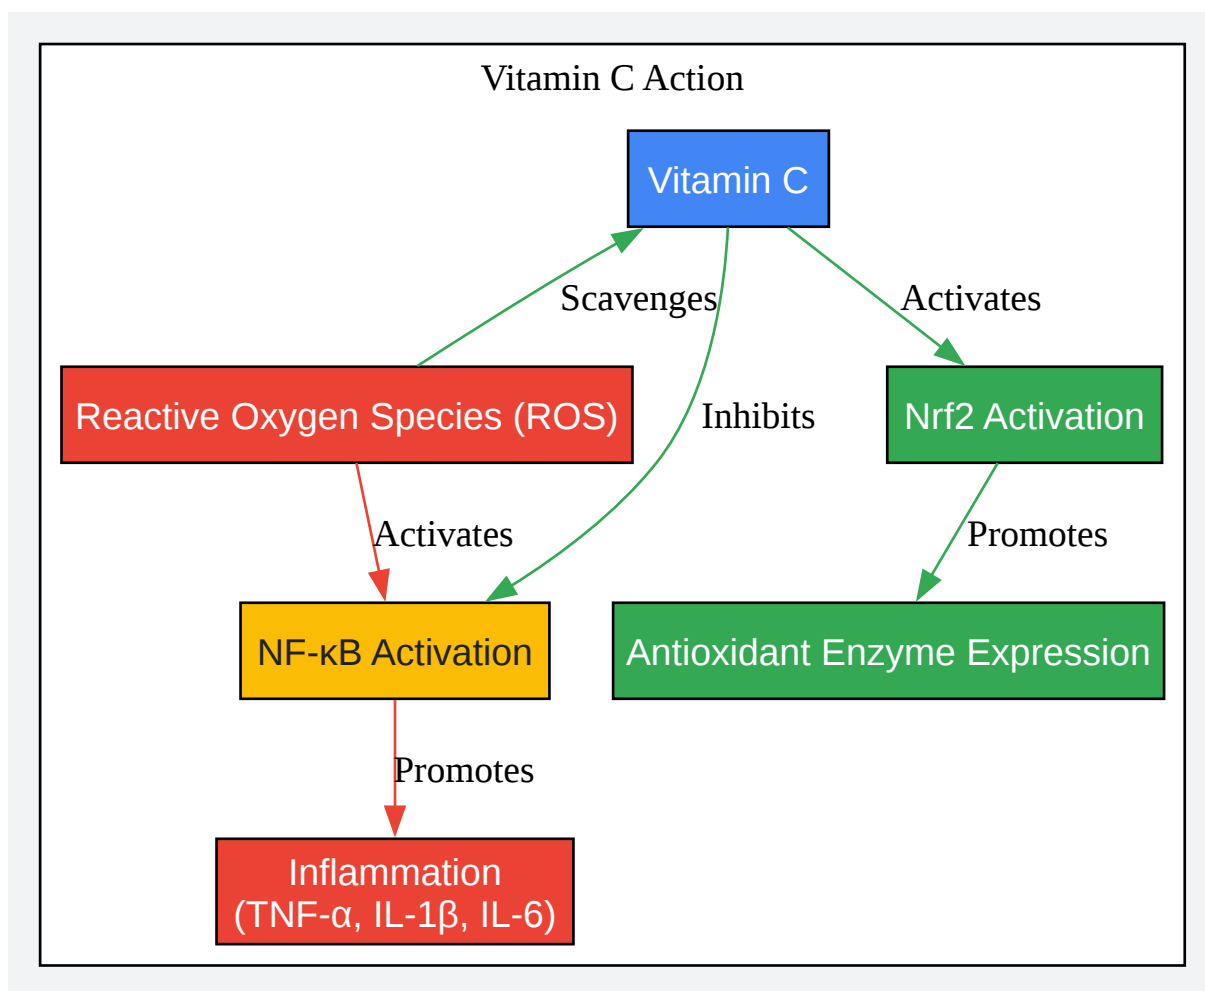 Vitamin C Action
Vitamin C
Scavenges
Activates
Reactive Oxygen Species (ROS)
Inhibits
Nrf2 Activation
Activates
Promotes
NF-κB Activation
Antioxidant Enzyme Expression
Promotes
Inflammation
(TNF-α, IL-1β, IL-6)